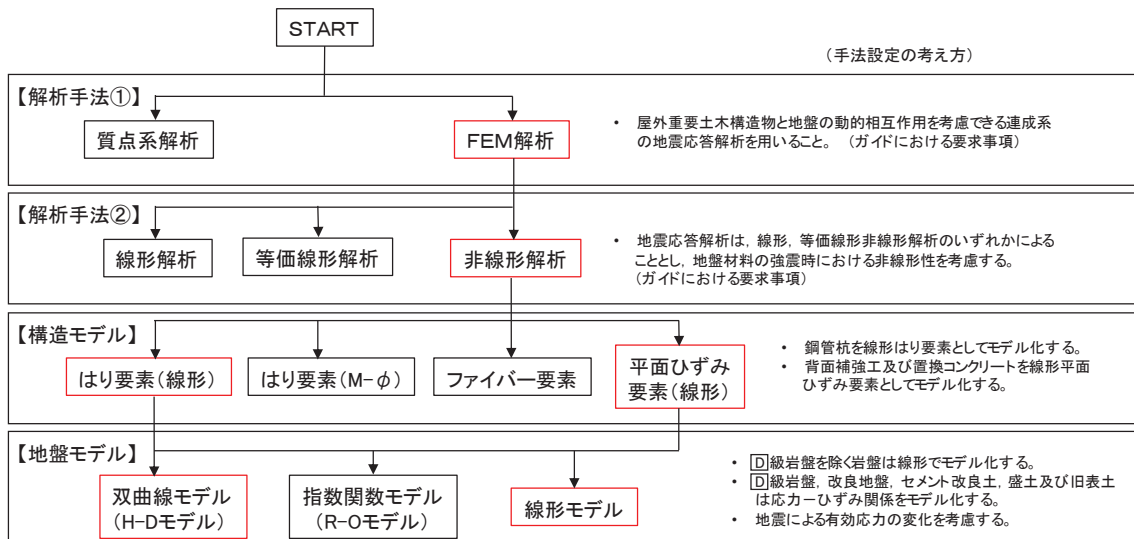 START
(手法設定の考え方)
【解析手法①】
質点系解析
FEM解析
・ 屋外重要土木構造物と地盤の動的相互作用を考慮できる連成系
の地震応答解析を用いること。 (ガイドにおける要求事項)
【解析手法②】
線形解析
等価線形解析
非線形解析
・ 地震応答解析は, 線形, 等価線形非線形解析のいずれかによる
こととし, 地盤材料の強震時における非線形性を考慮する。
(ガイドにおける要求事項)
【構造モデル】
はり要素(線形)
はり要素(M-φ)
ファイバー要素
平面ひずみ
要素(線形)
・ 鋼管杭を線形はり要素としてモデル化する。
・ 背面補強工及び置換コンクリートを線形平面
ひずみ要素としてモデル化する。
【地盤モデル】
双曲線モデル
(H-Dモデル)
指数関数モデル
(R-Oモデル)
線形モデル
・ D級岩盤を除く岩盤は線形でモデル化する。
・ D級岩盤, 改良地盤, セメント改良土, 盛土及び旧表土
は応力ーひずみ関係をモデル化する。
・ 地震による有効応力の変化を考慮する。